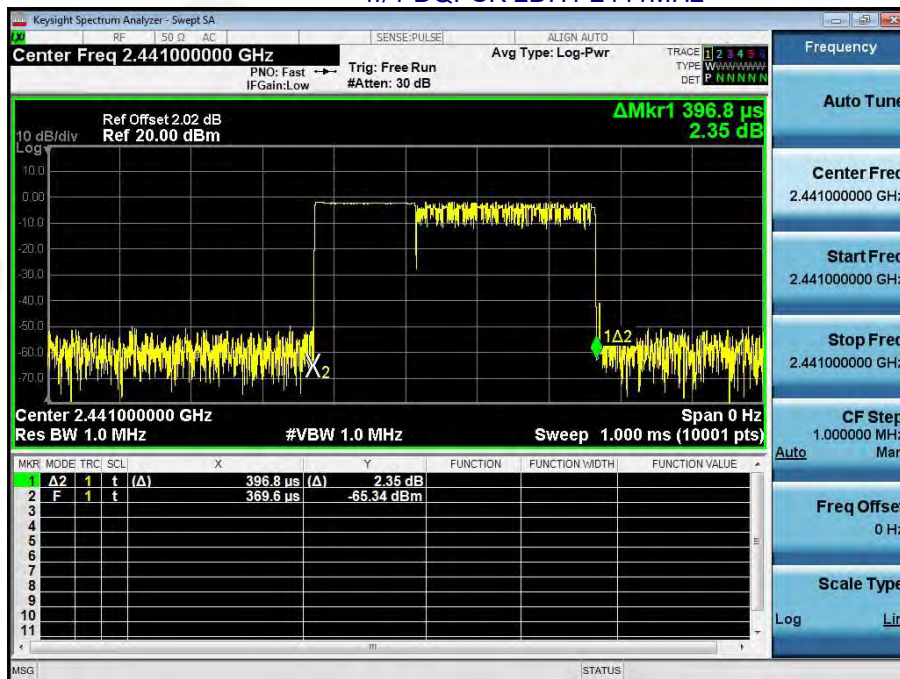 π/4-DQPSK 2DH1 2441MHz
Keysight Spectrum Analyzer - Swept SA
LXI RF 50 Ω AC SENSE:PULSE ALIGN AUTO
Center Freq 2.441000000 GHz
PNO: Fast
IFGain:Low
Trig: Free Run
#Atten: 30 dB
Avg Type: Log-Pwr
TRACE 1 2 3 4 5 6
TYPE WWWWWW
DET P N N N N N
ΔMkr1 396.8 µs
2.35 dB
Ref Offset 2.02 dB
10 dB/div Ref 20.00 dBm
Log
10.0
0.00
-10.0
-20.0
-30.0
-40.0
-50.0
-60.0
-70.0
1Δ2
X2
Center 2.441000000 GHz Span 0 Hz
Res BW 1.0 MHz #VBW 1.0 MHz Sweep 1.000 ms (10001 pts)
MKR MODE TRC SCL X Y FUNCTION FUNCTION WIDTH FUNCTION VALUE
1 Δ2 1 t (Δ) 396.8 µs (Δ) 2.35 dB
2 F 1 t 369.6 µs -65.34 dBm
3
4
5
6
7
8
9
10
11
MSG STATUS
Frequency
Auto Tune
Center Freq
2.441000000 GHz
Start Freq
2.441000000 GHz
Stop Freq
2.441000000 GHz
CF Step
1.000000 MHz
Auto Man
Freq Offset
0 Hz
Scale Type
Log Lin